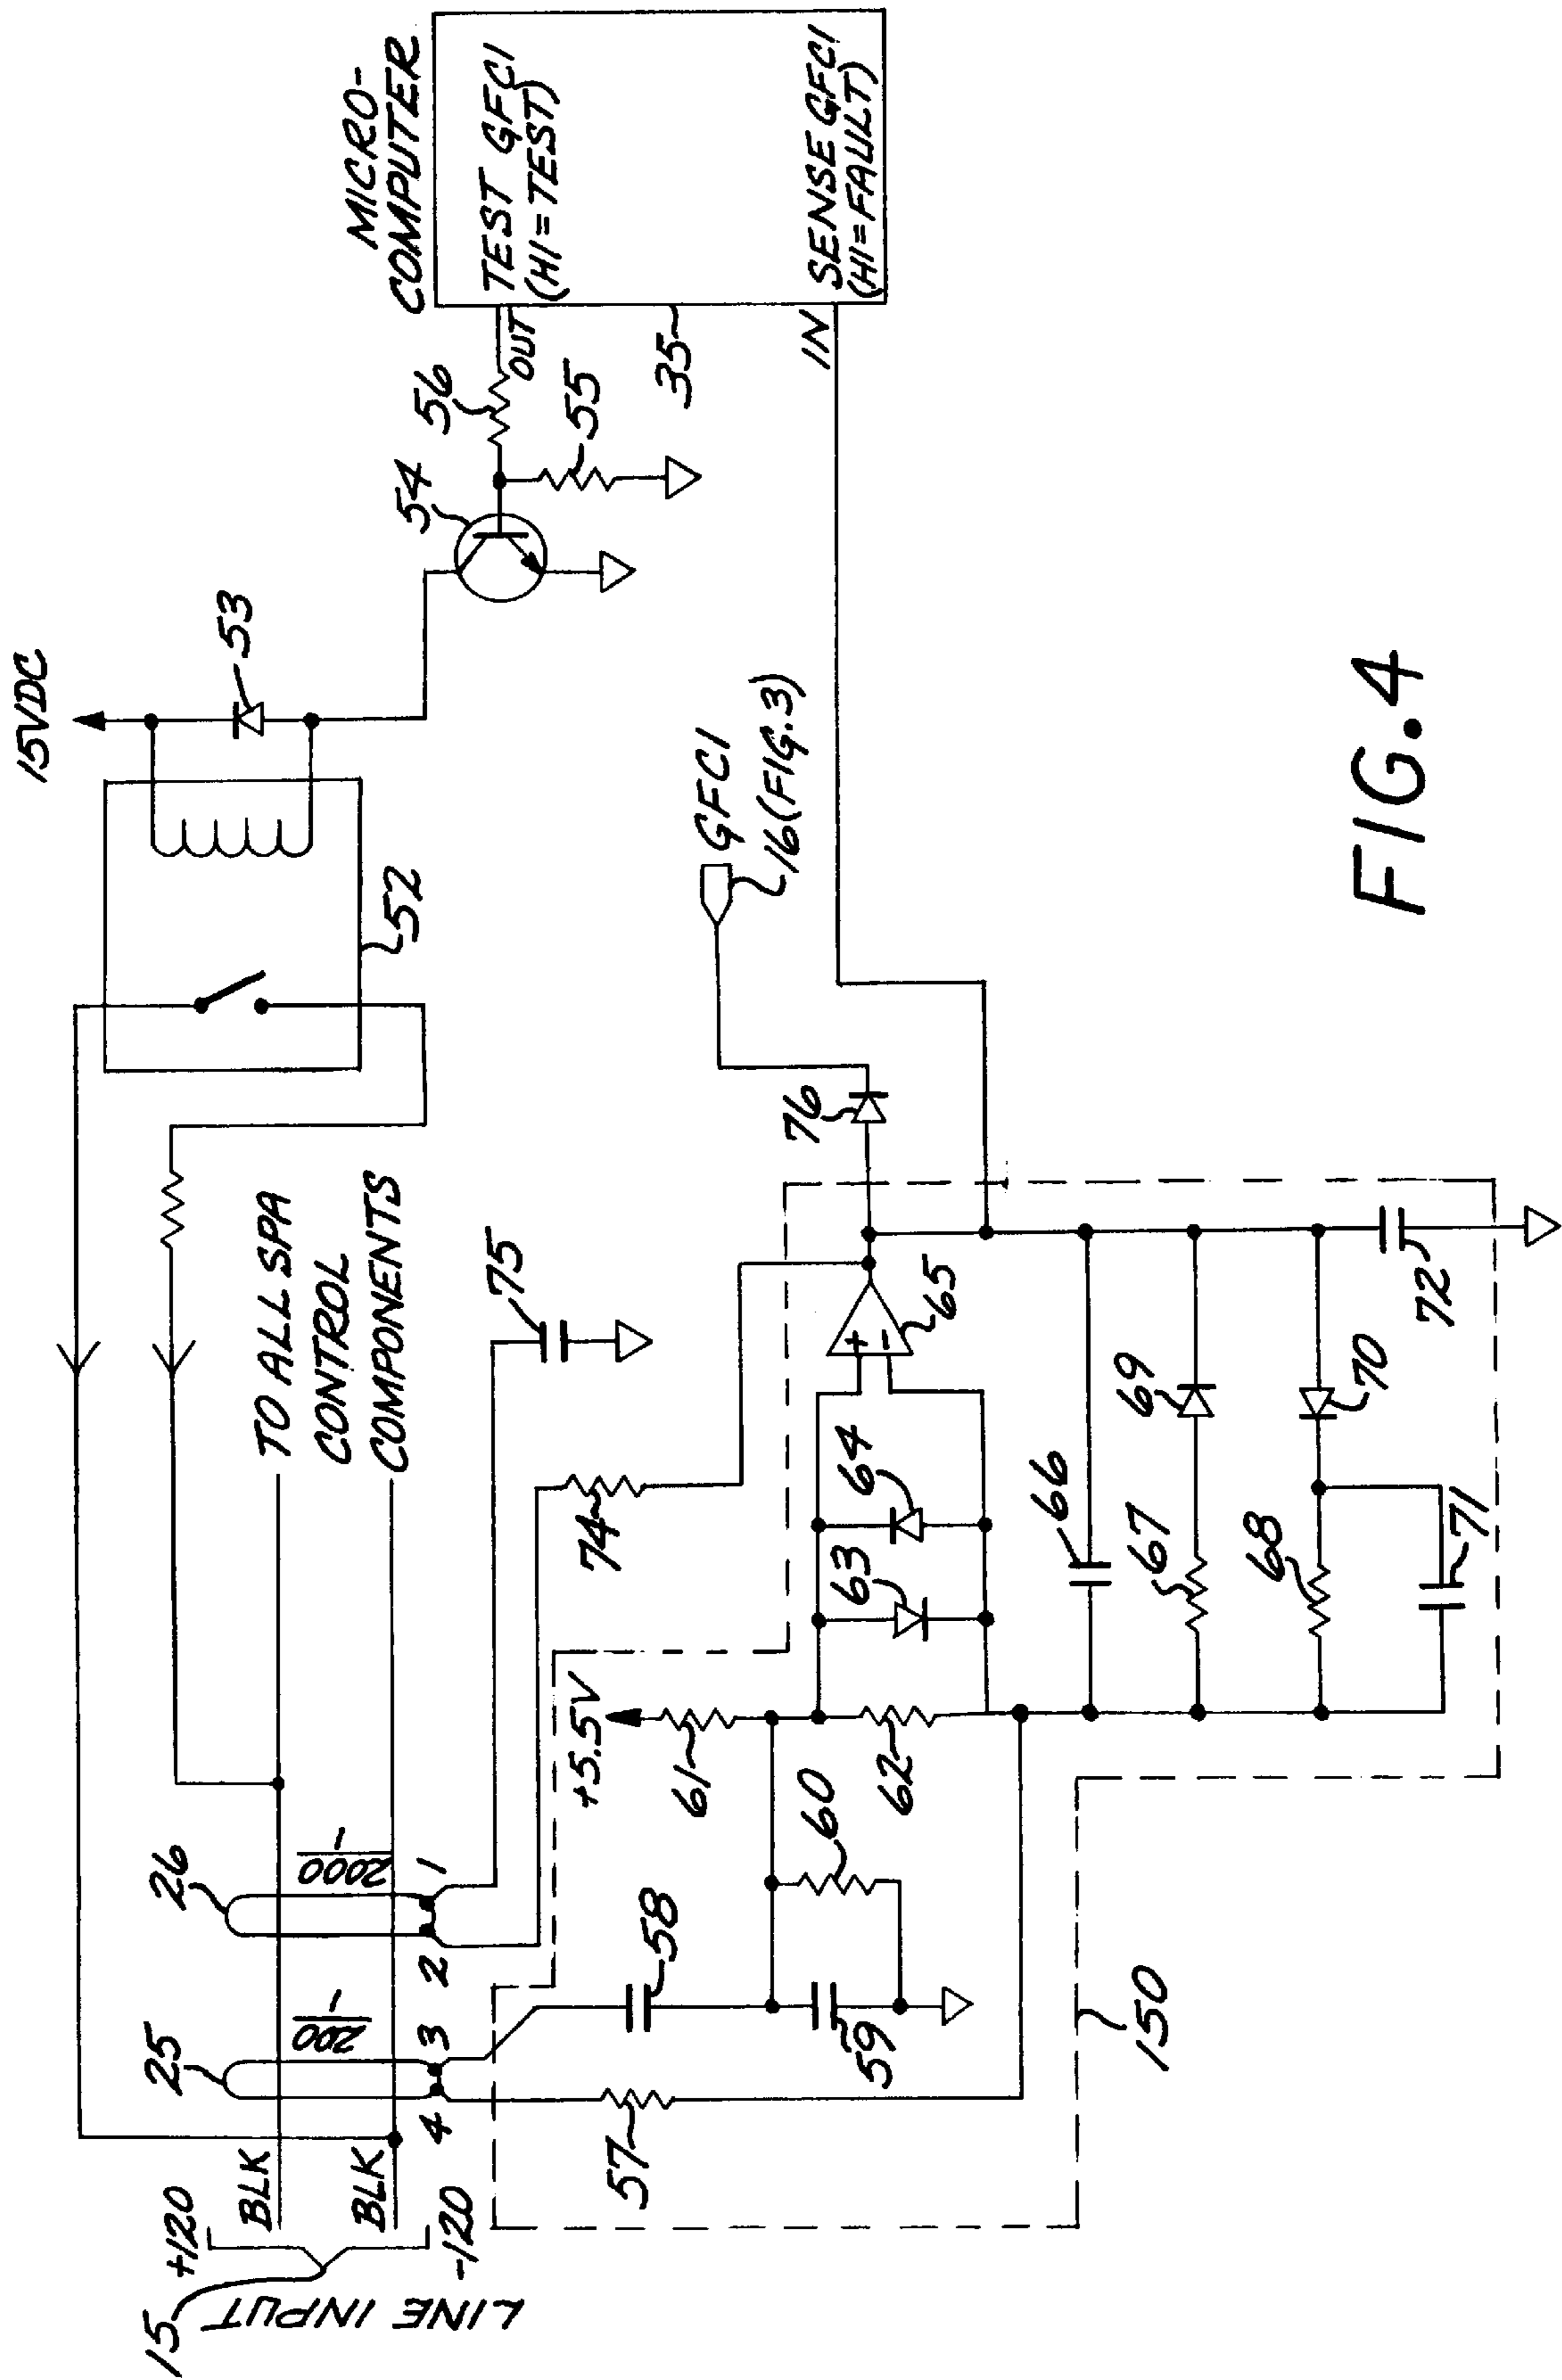 15VDC
53
52
54
56
55
MICRO-
COMPUTER
TEST GFCI
(HI=TEST)
OUT
35
SENSE GFCI
(HI=FAULT)
IN
TO ALL SPA
CONTROL
COMPONENTS
LINE INPUT
15
+120
BLK
BLK
-120
25
1
200
4
3
26
1
2000
2
1
75
74
GFCI
16(FIG.3)
76
57
58
59
60
+5.5V
61
62
63
64
+
-
65
66
67
69
68
70
71
72
150
FIG.4